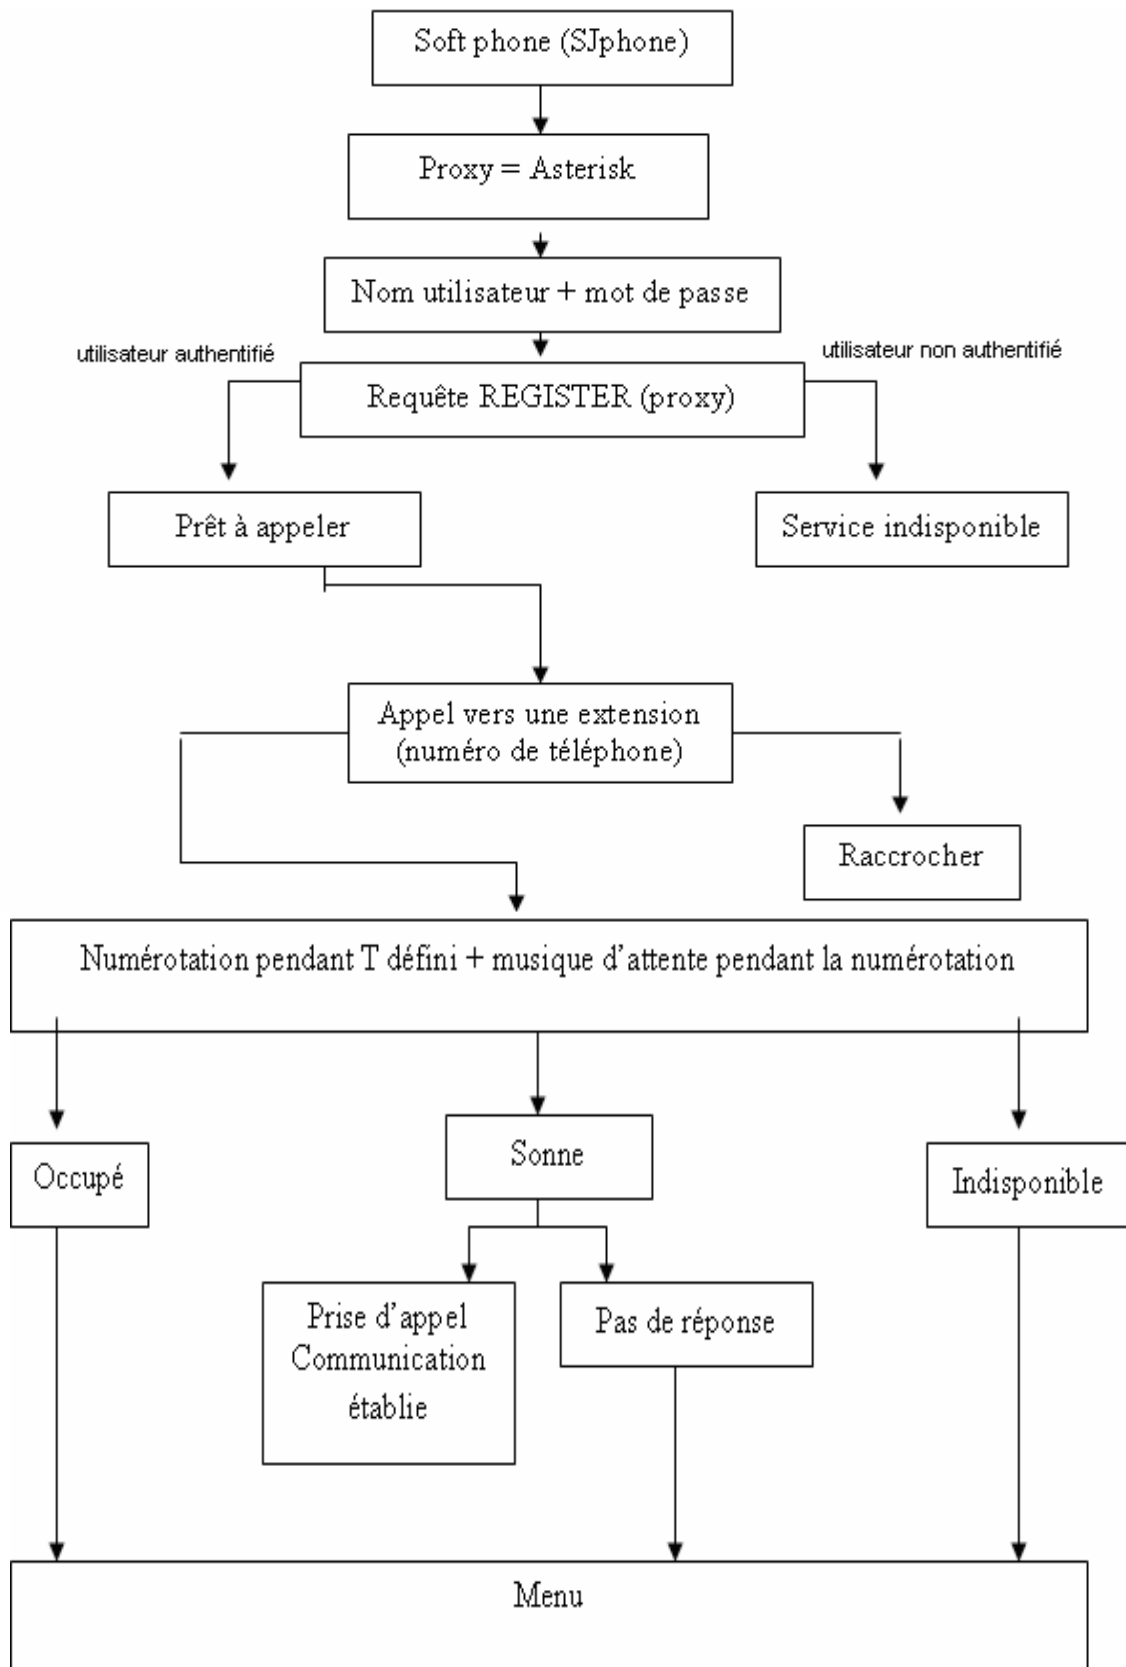 Soft phone (SJphone)
Proxy = Asterisk
Nom utilisateur + mot de passe
utilisateur authentifié
utilisateur non authentifié
Requête REGISTER (proxy)
Prêt à appeler
Service indisponible
Appel vers une extension
(numéro de téléphone)
Raccrocher
Numérotation pendant T défini + musique d'attente pendant la numérotation
Occupé
Sonne
Indisponible
Prise d'appel
Communication
établie
Pas de réponse
Menu